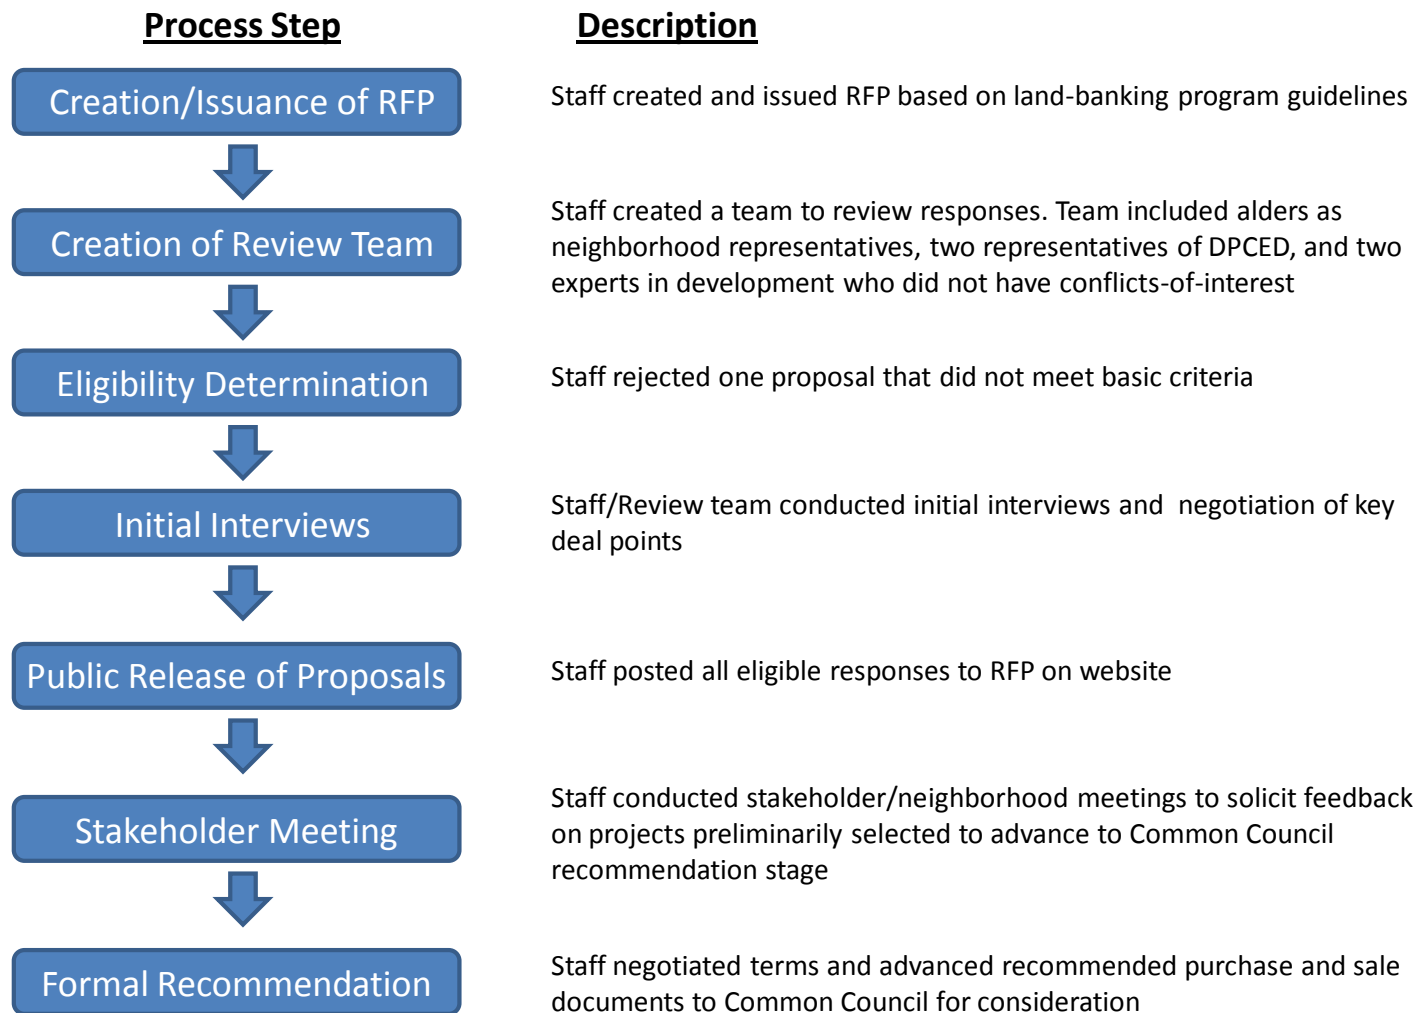 Process Step
Description
Creation/Issuance of RFP
Staff created and issued RFP based on land-banking program guidelines
Creation of Review Team
Staff created a team to review responses. Team included alders as
neighborhood representatives, two representatives of DPCED, and two
experts in development who did not have conflicts-of-interest
Eligibility Determination
Staff rejected one proposal that did not meet basic criteria
Initial Interviews
Staff/Review team conducted initial interviews and negotiation of key
deal points
Public Release of Proposals
Staff posted all eligible responses to RFP on website
Stakeholder Meeting
Staff conducted stakeholder/neighborhood meetings to solicit feedback
on projects preliminarily selected to advance to Common Council
recommendation stage
Formal Recommendation
Staff negotiated terms and advanced recommended purchase and sale
documents to Common Council for consideration